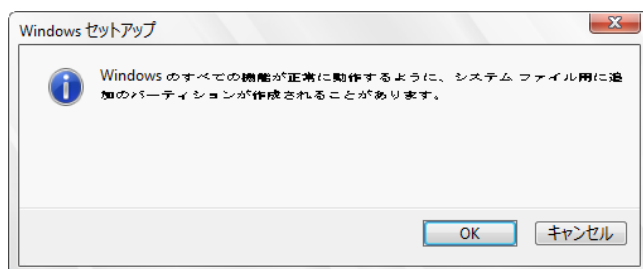 Windows セットアップ
Windows のすべての機能が正常に動作するように、システム ファイル用に追
加のパーティションが作成されることがあります。
OK
キャンセル